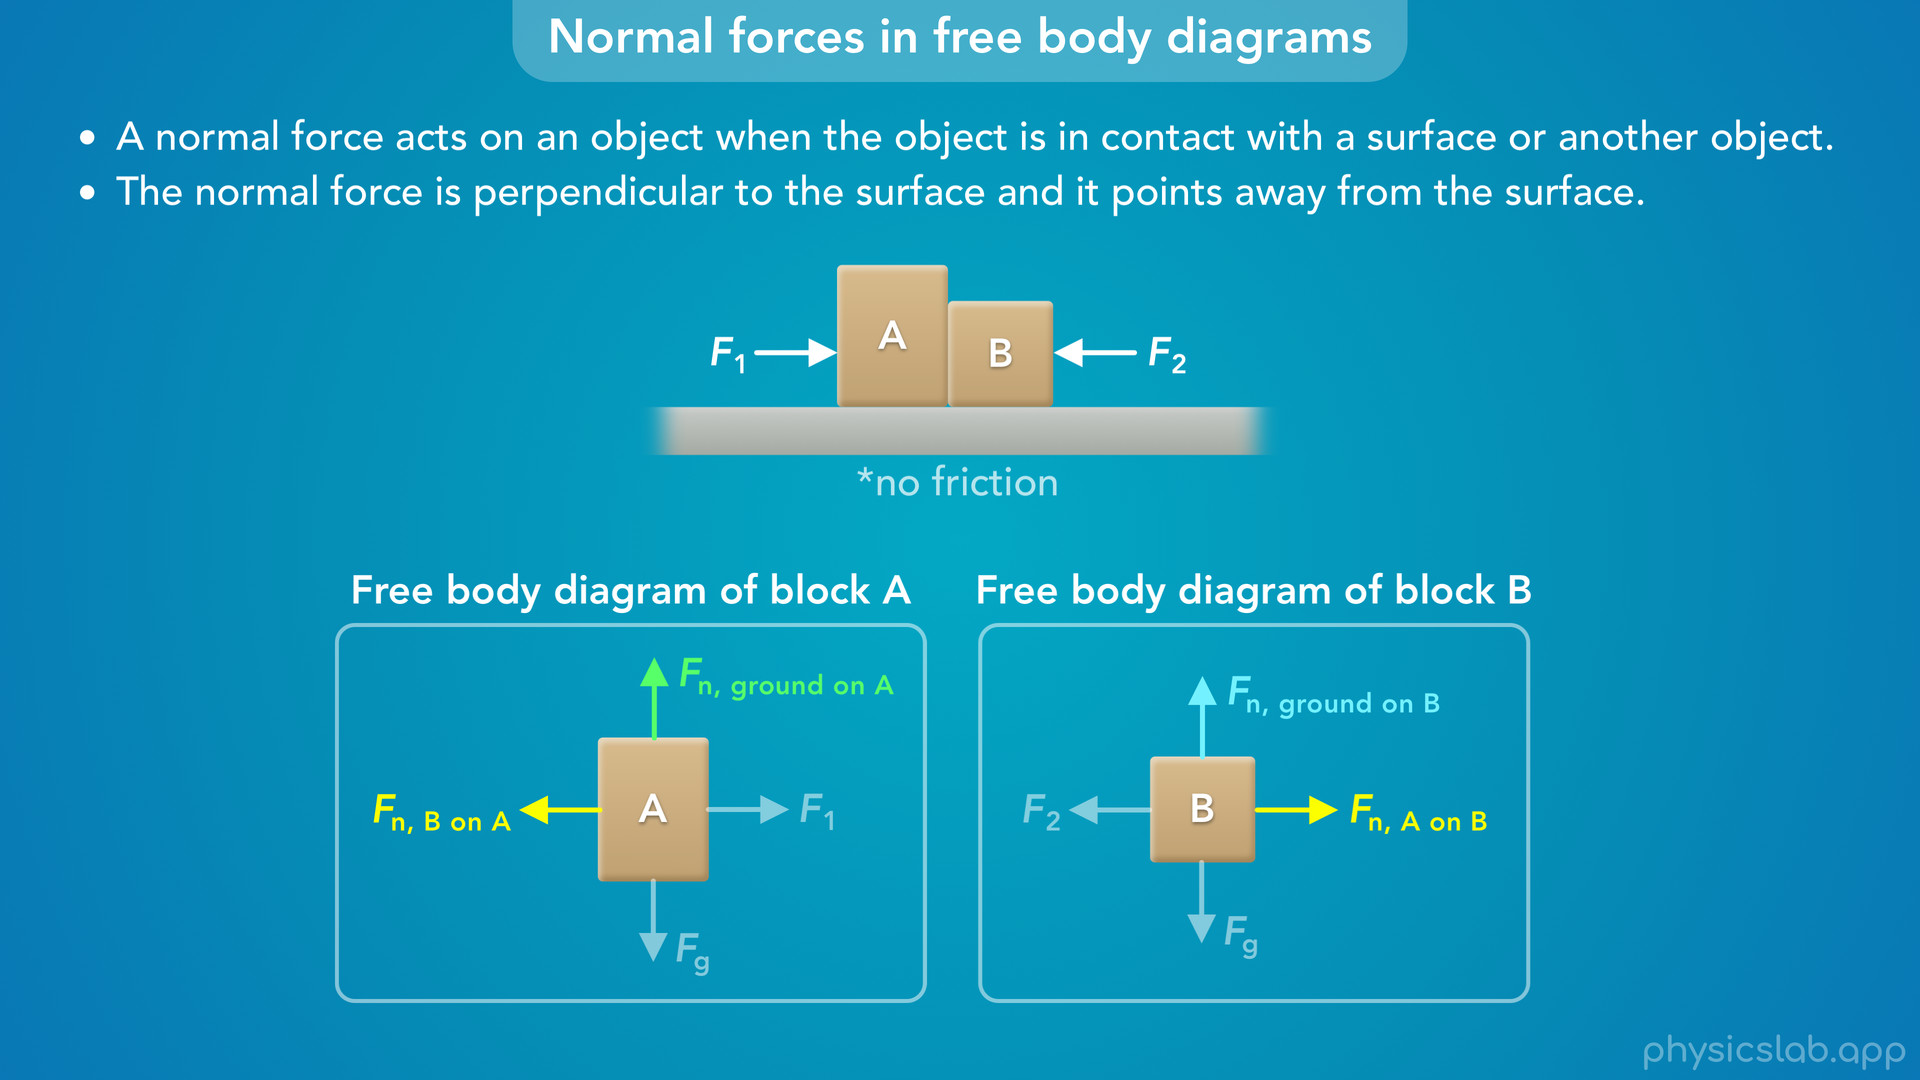 Normal forces in free body diagrams
• A normal force acts on an object when the object is in contact with a surface or another object.
• The normal force is perpendicular to the surface and it points away from the surface.
A
B
F1
F2
*no friction
Free body diagram of block A
Fn, ground on A
Fn, B on A
A
F1
Fg
Free body diagram of block B
Fn, ground on B
F2
B
Fn, A on B
Fg
physicslab.app